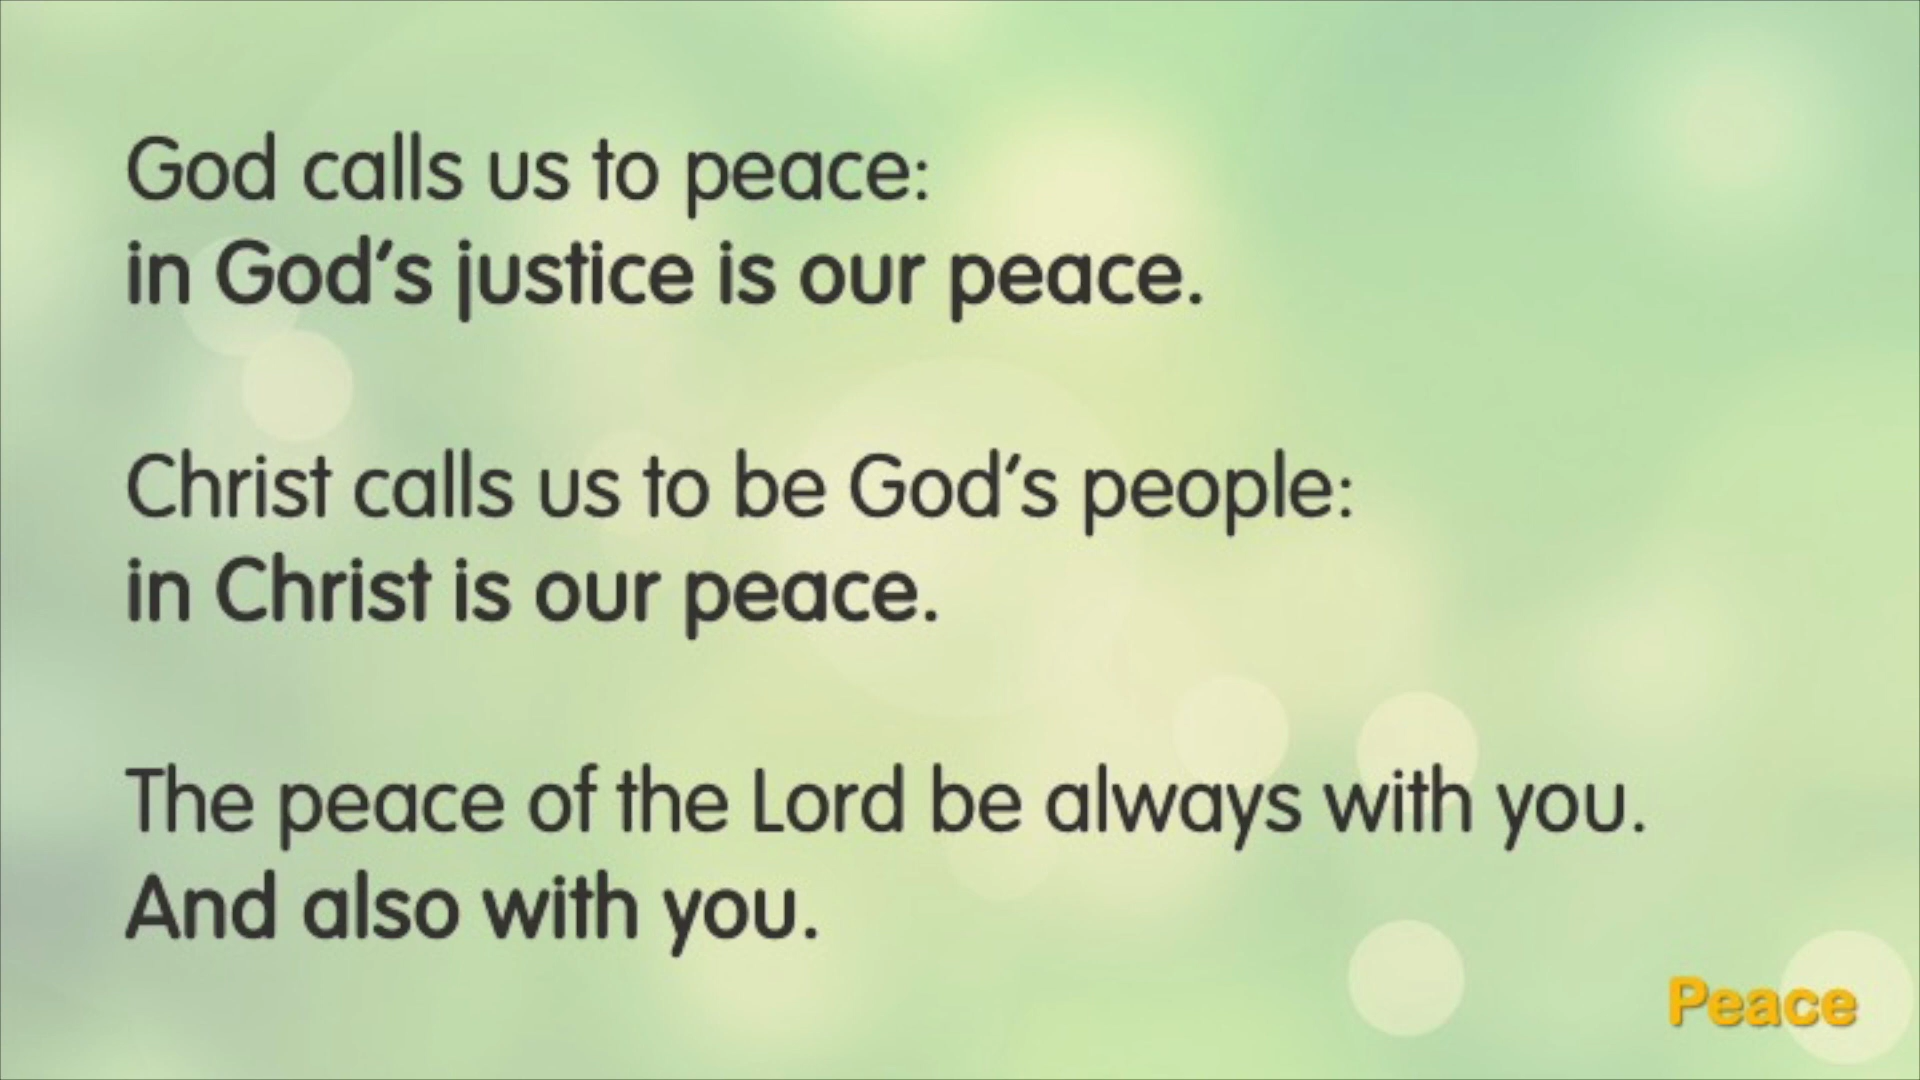 God calls us to peace:
in God’s justice is our peace.
Christ calls us to be God’s people:
in Christ is our peace.
The peace of the Lord be always with you.
And also with you.
Peace